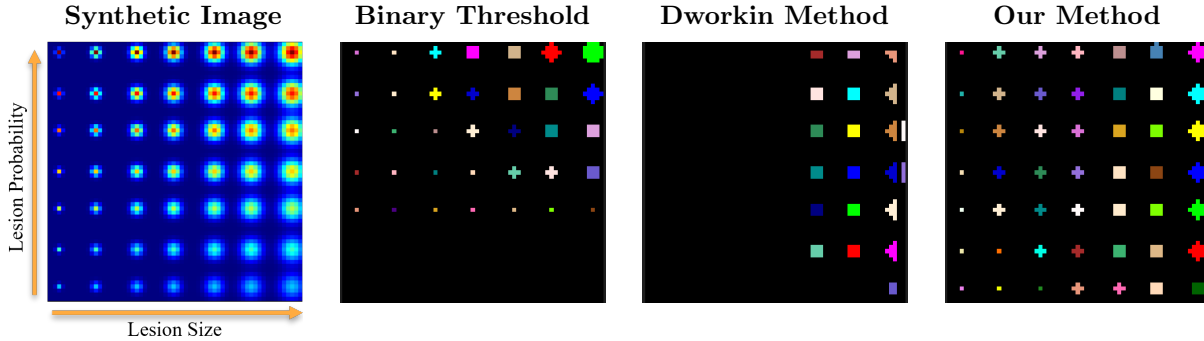 Synthetic Image
Binary Threshold
Dworkin Method
Our Method
Lesion Probability
Lesion Size